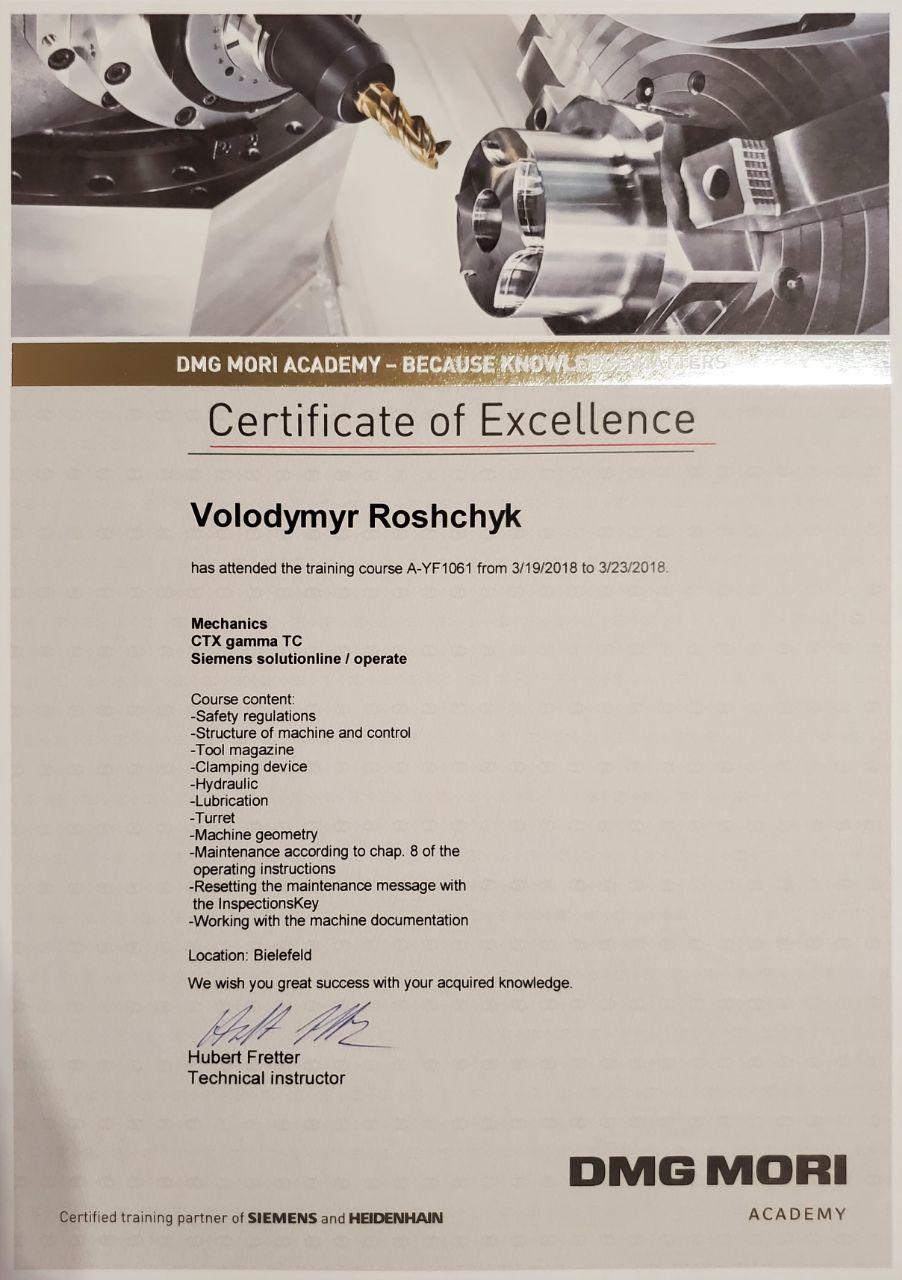 DMG MORI ACADEMY – BECAUSE KNOWLEDGE MATTERS
Certificate of Excellence
Volodymyr Roshchyk
has attended the training course A-YF1061 from 3/19/2018 to 3/23/2018.
Mechanics
CTX gamma TC
Siemens solutionline / operate
Course content:
-Safety regulations
-Structure of machine and control
-Tool magazine
-Clamping device
-Hydraulic
-Lubrication
-Turret
-Machine geometry
-Maintenance according to chap. 8 of the
operating instructions
-Resetting the maintenance message with
the InspectionsKey
-Working with the machine documentation
Location: Bielefeld
We wish you great success with your acquired knowledge.
Hubert Fretter
Technical instructor
DMG MORI
ACADEMY
Certified training partner of SIEMENS and HEIDENHAIN